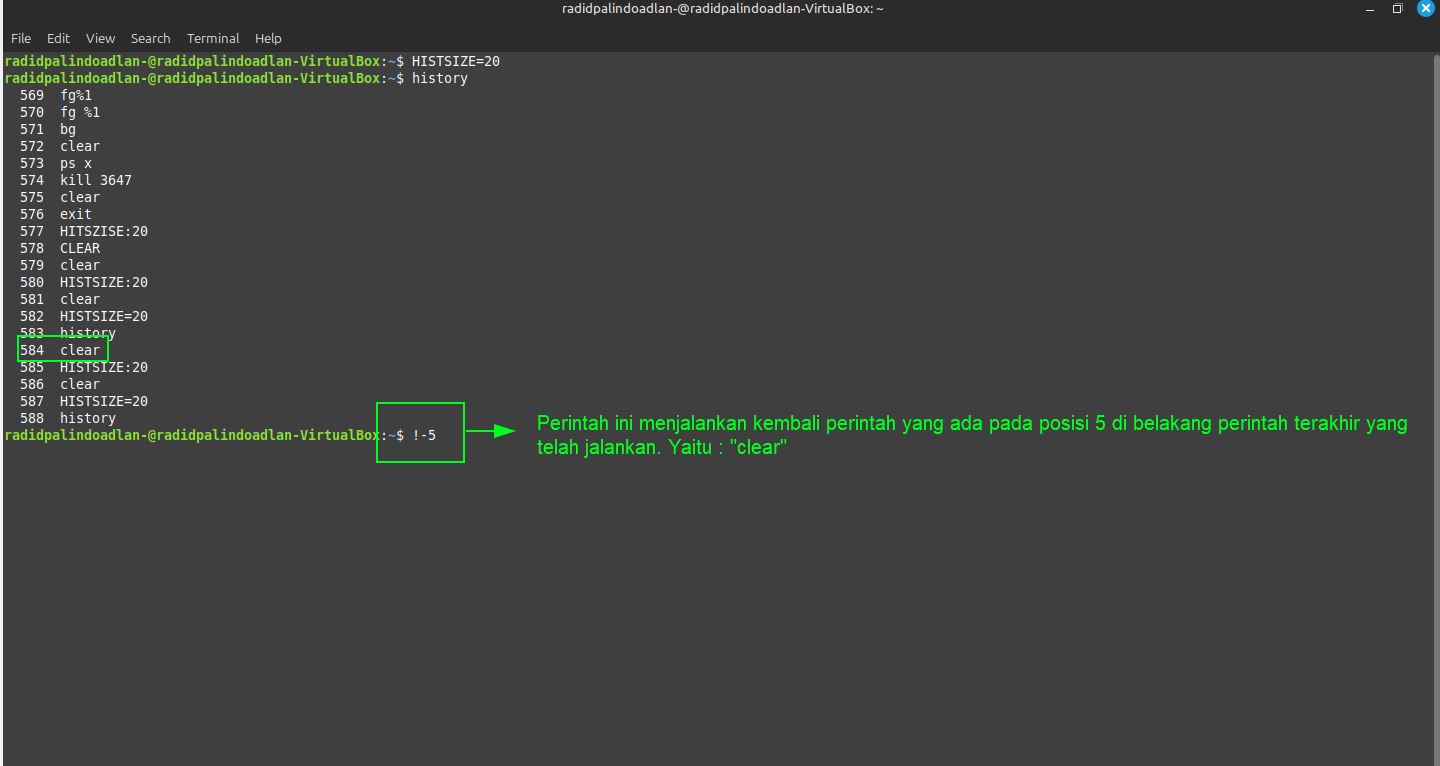 radidpalindoadlan-@radidpalindoadlan-VirtualBox: ~
File Edit View Search Terminal Help
radidpalindoadlan-@radidpalindoadlan-VirtualBox:~$ HISTSIZE=20
radidpalindoadlan-@radidpalindoadlan-VirtualBox:~$ history
569 fg%1
570 fg %1
571 bg
572 clear
573 ps x
574 kill 3647
575 clear
576 exit
577 HITSZISE:20
578 CLEAR
579 clear
580 HISTSIZE:20
581 clear
582 HISTSIZE=20
583 history
584 clear
585 HISTSIZE:20
586 clear
587 HISTSIZE=20
588 history
radidpalindoadlan-@radidpalindoadlan-VirtualBox:~$ !-5
Perintah ini menjalankan kembali perintah yang ada pada posisi 5 di belakang perintah terakhir yang
telah jalankan. Yaitu : "clear"